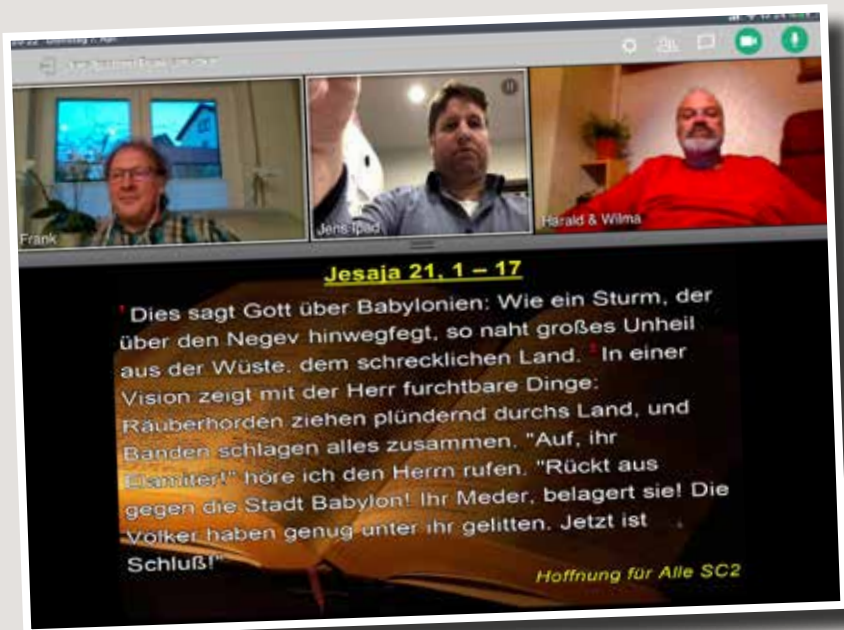 Frank
Jens Ipad
Harald & Wilma
Jesaja 21, 1 – 17
Dies sagt Gott über Babylonien: Wie ein Sturm, der
über den Negev hinwegfegt, so naht großes Unheil
aus der Wüste. dem schrecklichen Land. In einer
Vision zeigt mit der Herr furchtbare Dinge:
Räuberhorden ziehen plündernd durchs Land, und
Banden schlagen alles zusammen. "Auf, ihr
Elamiter!" höre ich den Herrn rufen. "Rückt aus
gegen die Stadt Babylon! Ihr Meder, belagert sie! Die
Völker haben genug unter ihr gelitten. Jetzt ist
Schluß!"
Hoffnung für Alle SC2